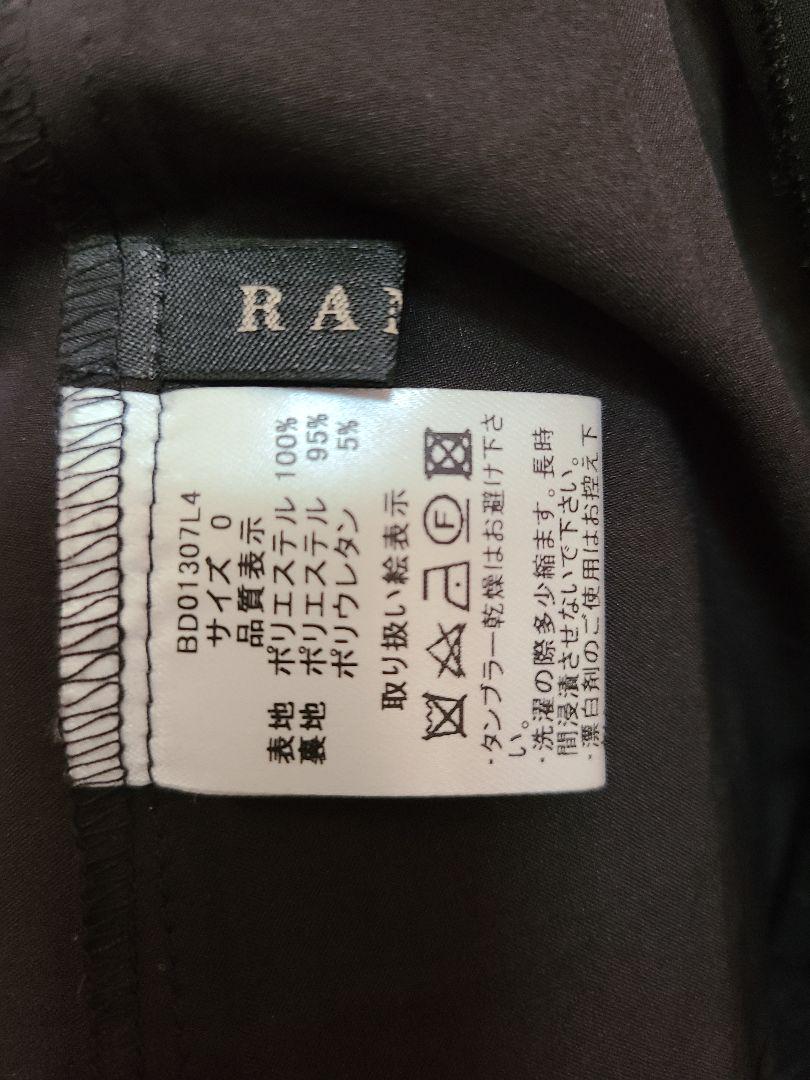 RAN
BD01307L4
サイズ 0
品質表示
表地 ポリエステル 100%
裏地 ポリエステル 95%
ポリウレタン 5%
取り扱い絵表示
F
・タンブラー乾燥はお避け下さ
い。
・洗濯の際多少縮ます。長時
間浸漬させないで下さい。
・漂白剤のご使用はお控え下